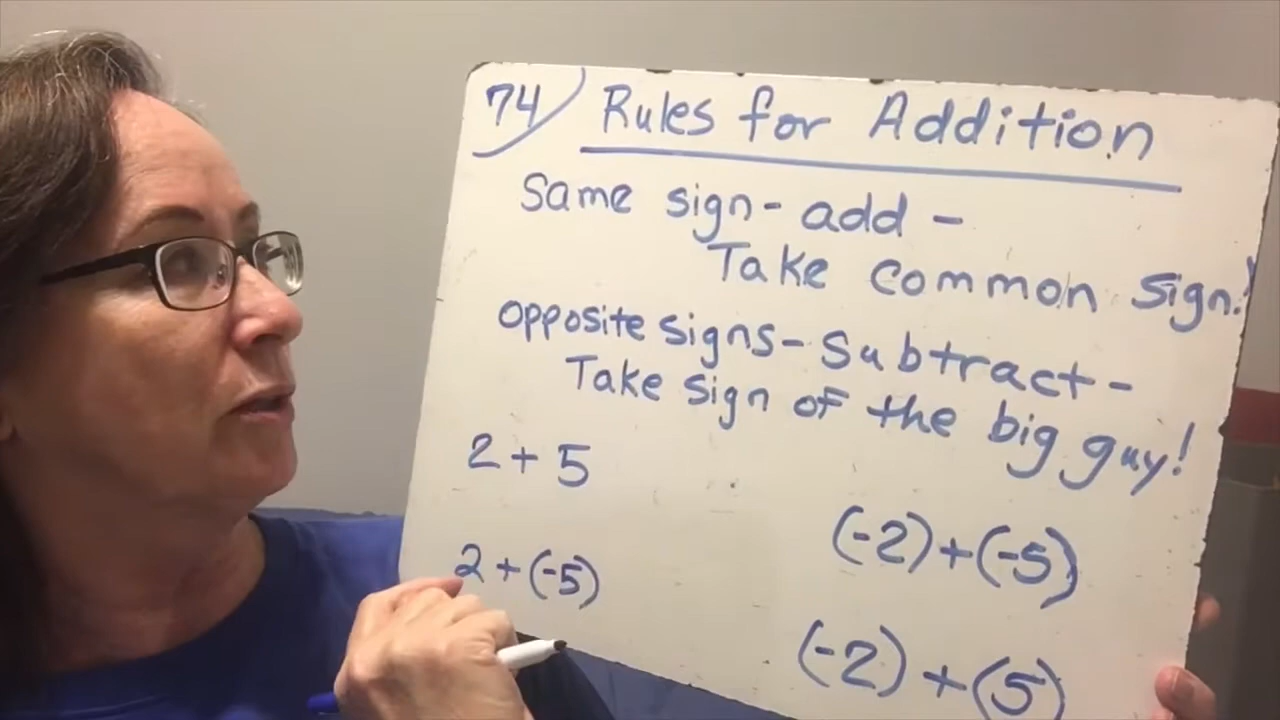 74) Rules for Addition
Same sign - add -
Take common sign!
opposite signs - Subtract -
Take sign of the big guy!
2 + 5
(-2) + (-5)
2 + (-5)
(-2) + (5)